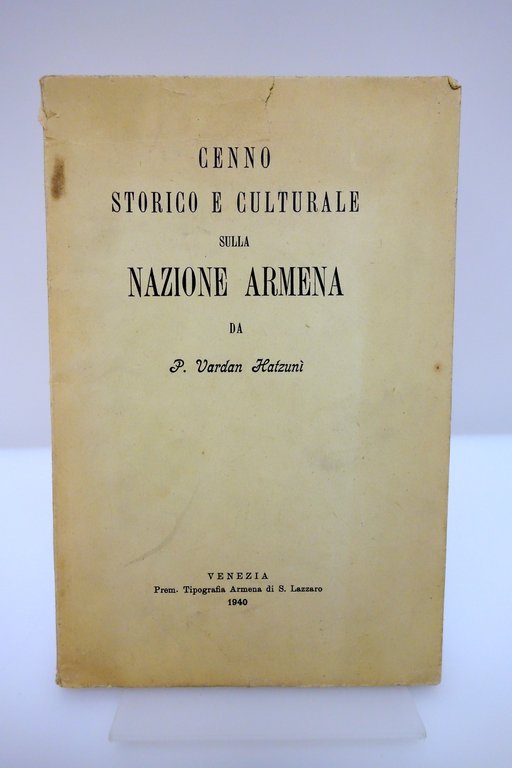 CENNO
STORICO E CULTURALE
SULLA
NAZIONE ARMENA
DA
P. Vardan Hatzunì
VENEZIA
Prem. Tipografia Armena di S. Lazzaro
1940